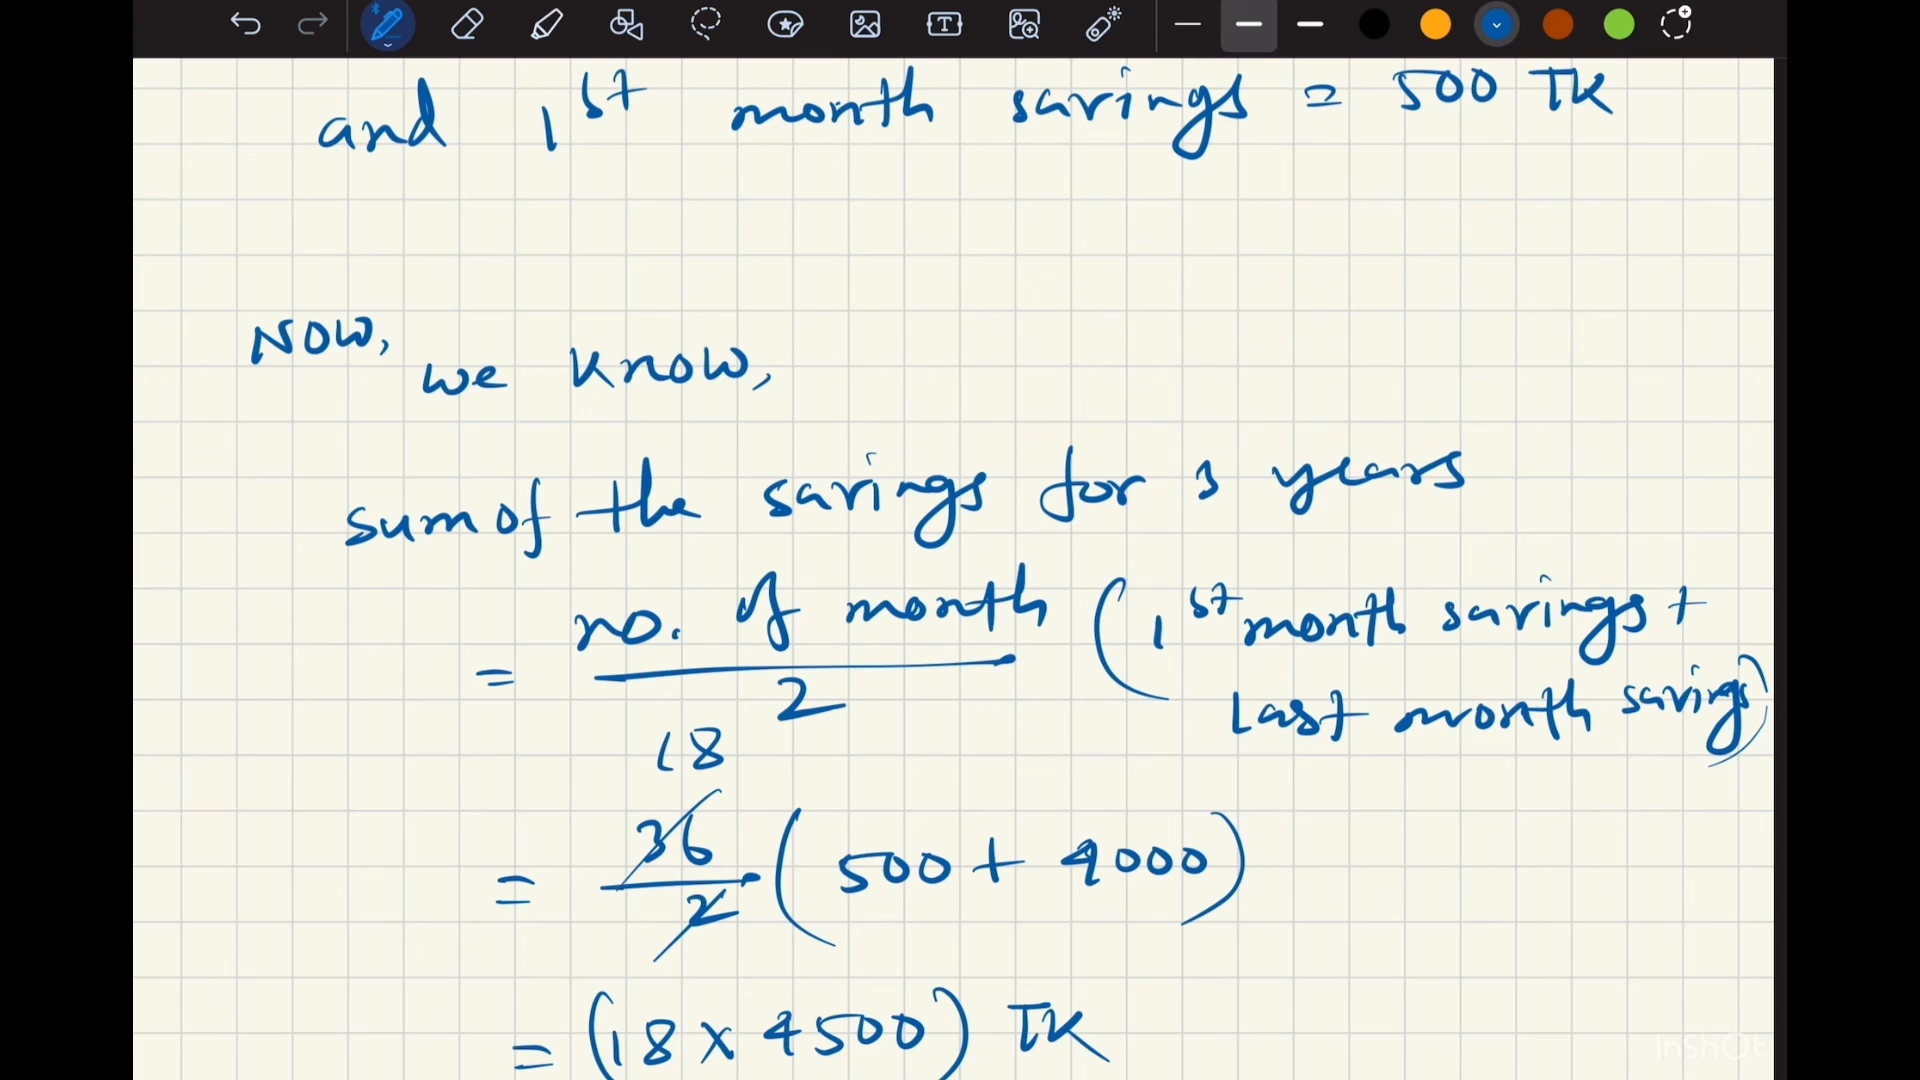 and 1st month savings = 500 TK
Now, we know,
sum of the savings for 3 years
= no. of month / 2 (1st month savings +
Last month savings)
18
= 36/2 (500 + 4000)
= (18 × 4500) TK
InShOt